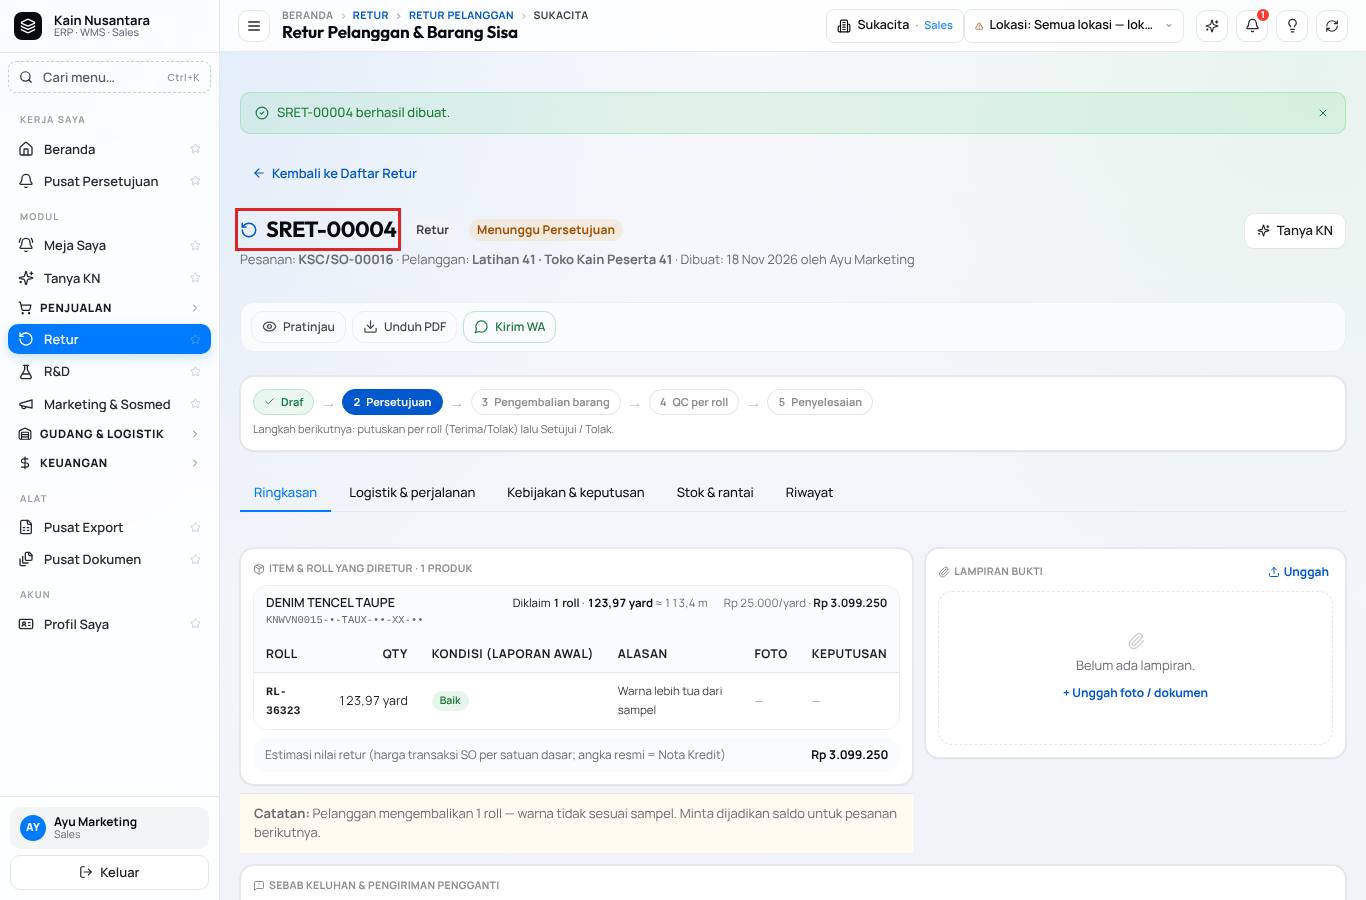 Kain Nusantara
ERP · WMS · Sales
Cari menu...
Ctrl+K
KERJA SAYA
Beranda
Pusat Persetujuan
MODUL
Meja Saya
Tanya KN
PENJUALAN
Retur
R&D
Marketing & Sosmed
GUDANG & LOGISTIK
KEUANGAN
ALAT
Pusat Export
Pusat Dokumen
AKUN
Profil Saya
AY
Ayu Marketing
Sales
Keluar
BERANDA > RETUR > RETUR PELANGGAN > SUKACITA
Retur Pelanggan & Barang Sisa
Sukacita · Sales
Lokasi: Semua lokasi — lok...
1
SRET-00004 berhasil dibuat.
Kembali ke Daftar Retur
SRET-00004
Retur
Menunggu Persetujuan
Tanya KN
Pesanan: KSC/SO-00016 · Pelanggan: Latihan 41 · Toko Kain Peserta 41 · Dibuat: 18 Nov 2026 oleh Ayu Marketing
Pratinjau
Unduh PDF
Kirim WA
Draf → 2 Persetujuan → 3 Pengembalian barang → 4 QC per roll → 5 Penyelesaian
Langkah berikutnya: putuskan per roll (Terima/Tolak) lalu Setujui / Tolak.
Ringkasan
Logistik & perjalanan
Kebijakan & keputusan
Stok & rantai
Riwayat
ITEM & ROLL YANG DIRETUR · 1 PRODUK
DENIM TENCEL TAUPE
Diklaim 1 roll · 123,97 yard ≈ 113,4 m
Rp 25.000/yard · Rp 3.099.250
KNWVN0015-•-TAUX-••-XX-••
ROLL
QTY
KONDISI (LAPORAN AWAL)
ALASAN
FOTO
KEPUTUSAN
RL-
36323
123,97 yard
Baik
Warna lebih tua dari
sampel
—
—
Estimasi nilai retur (harga transaksi SO per satuan dasar; angka resmi = Nota Kredit)
Rp 3.099.250
LAMPIRAN BUKTI
Unggah
Belum ada lampiran.
+ Unggah foto / dokumen
Catatan: Pelanggan mengembalikan 1 roll — warna tidak sesuai sampel. Minta dijadikan saldo untuk pesanan
berikutnya.
SEBAB KELUHAN & PENGIRIMAN PENGGANTI